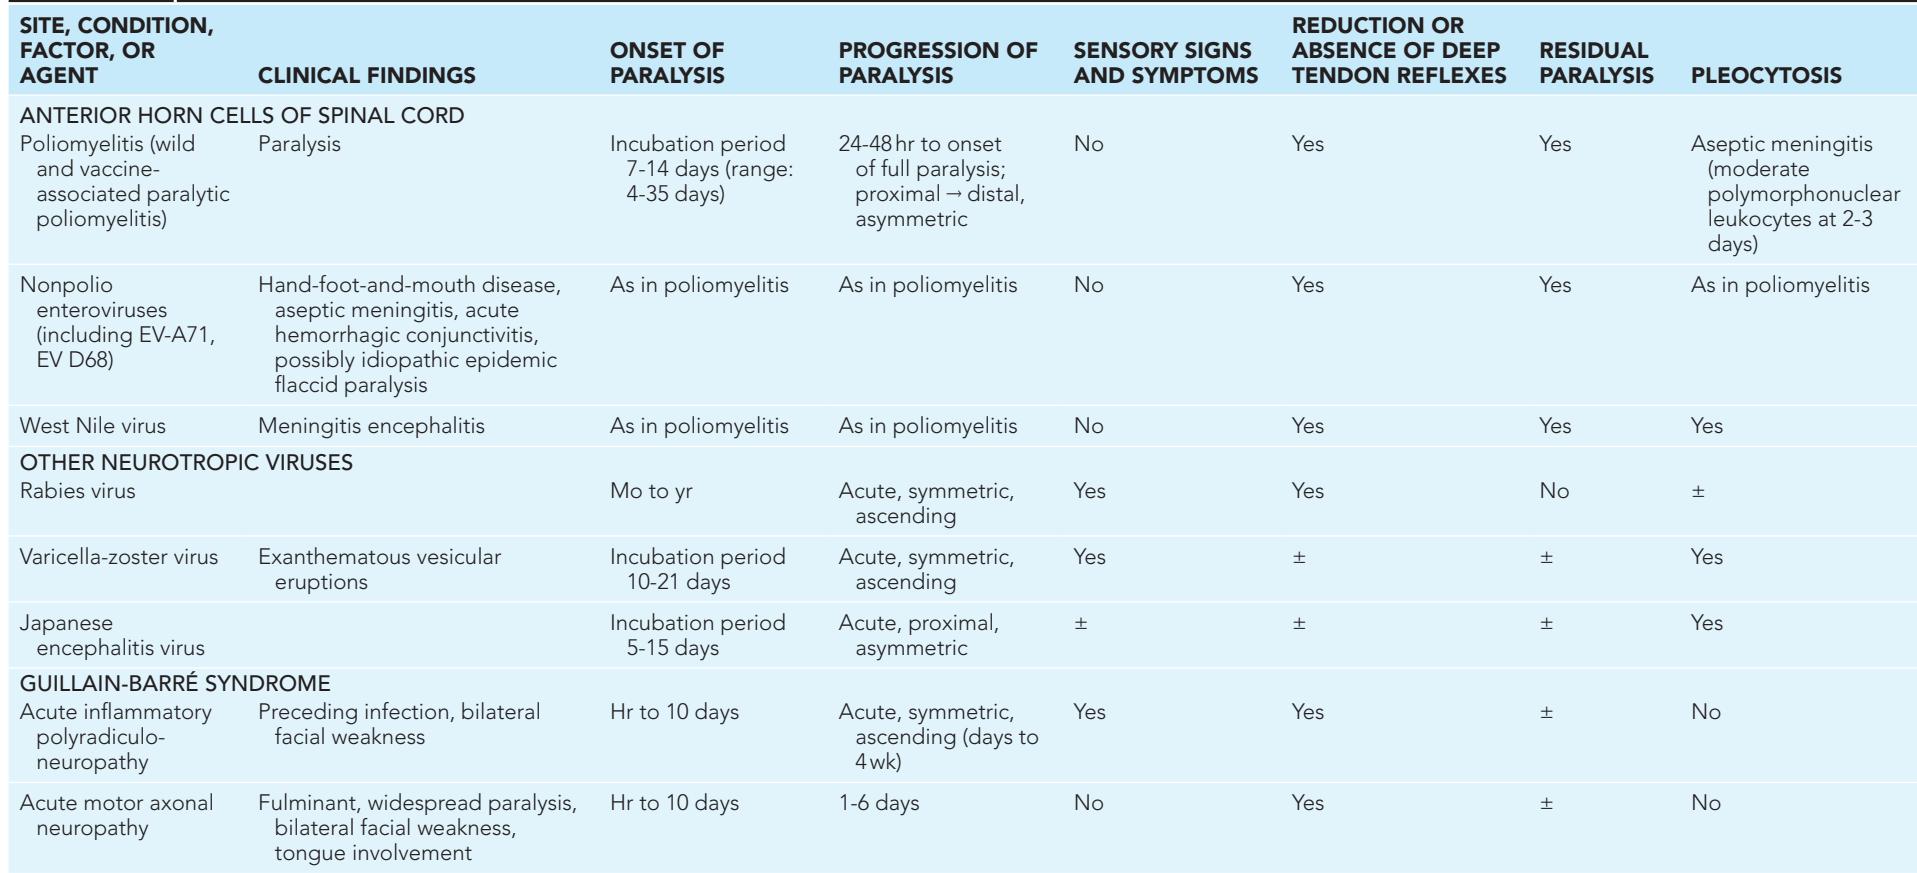 SITE, CONDITION,
FACTOR, OR
AGENT
CLINICAL FINDINGS
ONSET OF
PARALYSIS
PROGRESSION OF
PARALYSIS
SENSORY SIGNS
AND SYMPTOMS
REDUCTION OR
ABSENCE OF DEEP
TENDON REFLEXES
RESIDUAL
PARALYSIS
PLEOCYTOSIS
ANTERIOR HORN CELLS OF SPINAL CORD
Poliomyelitis (wild
and vaccine-
associated paralytic
poliomyelitis)
Paralysis
Incubation period
7-14 days (range:
4-35 days)
24-48 hr to onset
of full paralysis;
proximal → distal,
asymmetric
No
Yes
Yes
Aseptic meningitis
(moderate
polymorphonuclear
leukocytes at 2-3
days)
Nonpolio
enteroviruses
(including EV-A71,
EV D68)
Hand-foot-and-mouth disease,
aseptic meningitis, acute
hemorrhagic conjunctivitis,
possibly idiopathic epidemic
flaccid paralysis
As in poliomyelitis
As in poliomyelitis
No
Yes
Yes
As in poliomyelitis
West Nile virus
Meningitis encephalitis
As in poliomyelitis
As in poliomyelitis
No
Yes
Yes
Yes
OTHER NEUROTROPIC VIRUSES
Rabies virus
Mo to yr
Acute, symmetric,
ascending
Yes
Yes
No
±
Varicella-zoster virus
Exanthematous vesicular
eruptions
Incubation period
10-21 days
Acute, symmetric,
ascending
Yes
±
±
Yes
Japanese
encephalitis virus
Incubation period
5-15 days
Acute, proximal,
asymmetric
±
±
±
Yes
GUILLAIN-BARRÉ SYNDROME
Acute inflammatory
polyradiculo-
neuropathy
Preceding infection, bilateral
facial weakness
Hr to 10 days
Acute, symmetric,
ascending (days to
4 wk)
Yes
Yes
±
No
Acute motor axonal
neuropathy
Fulminant, widespread paralysis,
bilateral facial weakness,
tongue involvement
Hr to 10 days
1-6 days
No
Yes
±
No